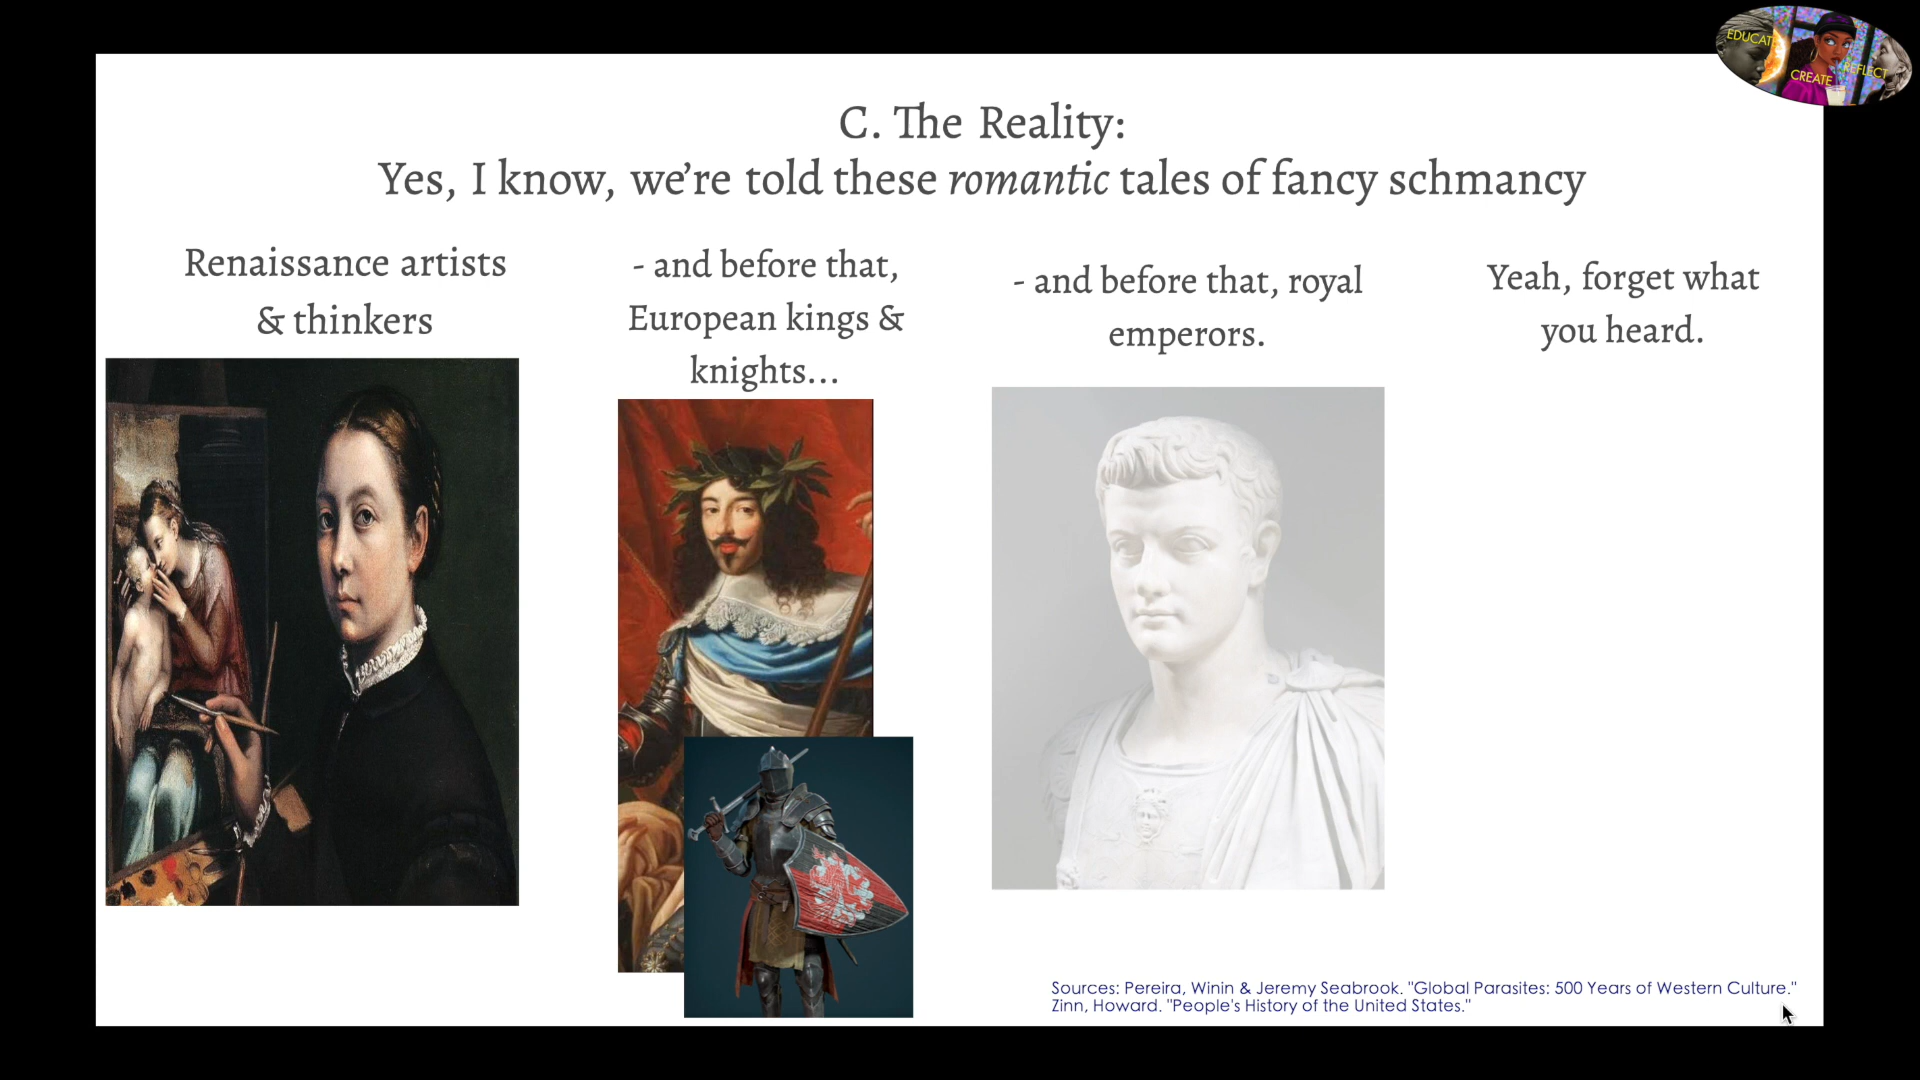 C. The Reality:
Yes, I know, we're told these romantic tales of fancy schmancy
Renaissance artists
& thinkers
- and before that,
European kings &
knights...
- and before that, royal
emperors.
Yeah, forget what
you heard.
Sources: Pereira, Winin & Jeremy Seabrook. "Global Parasites: 500 Years of Western Culture."
Zinn, Howard. "People's History of the United States."
EDUCAT
CREATE
REFLECT